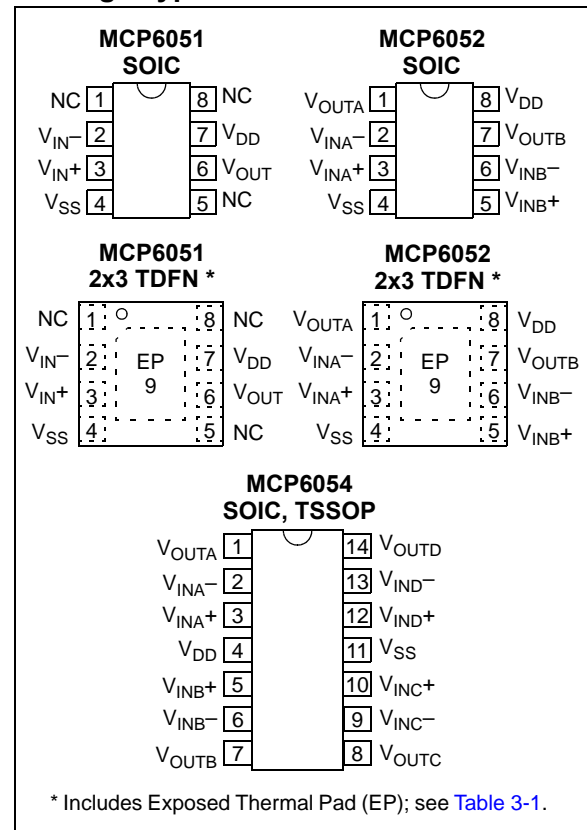 MCP6051
SOIC
NC 1 8 NC
VIN– 2 7 VDD
VIN+ 3 6 VOUT
VSS 4 5 NC
MCP6052
SOIC
VOUTA 1 8 VDD
VINA– 2 7 VOUTB
VINA+ 3 6 VINB–
VSS 4 5 VINB+
MCP6051
2x3 TDFN *
NC 1 8 NC
VIN– 2 EP 7 VDD
VIN+ 3 9 6 VOUT
VSS 4 5 NC
MCP6052
2x3 TDFN *
VOUTA 1 8 VDD
VINA– 2 EP 7 VOUTB
VINA+ 3 9 6 VINB–
VSS 4 5 VINB+
MCP6054
SOIC, TSSOP
VOUTA 1 14 VOUTD
VINA– 2 13 VIND–
VINA+ 3 12 VIND+
VDD 4 11 VSS
VINB+ 5 10 VINC+
VINB– 6 9 VINC–
VOUTB 7 8 VOUTC
* Includes Exposed Thermal Pad (EP); see Table 3-1.